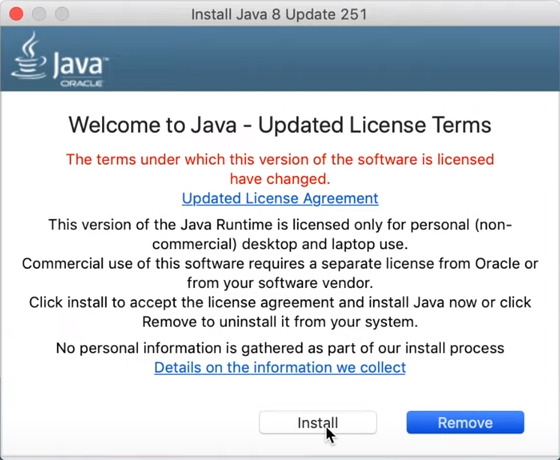 Install Java 8 Update 251
Java™
ORACLE
Welcome to Java - Updated License Terms
The terms under which this version of the software is licensed
have changed.
Updated License Agreement
This version of the Java Runtime is licensed only for personal (non-
commercial) desktop and laptop use.
Commercial use of this software requires a separate license from Oracle or
from your software vendor.
Click install to accept the license agreement and install Java now or click
Remove to uninstall it from your system.
No personal information is gathered as part of our install process
Details on the information we collect
Install
Remove